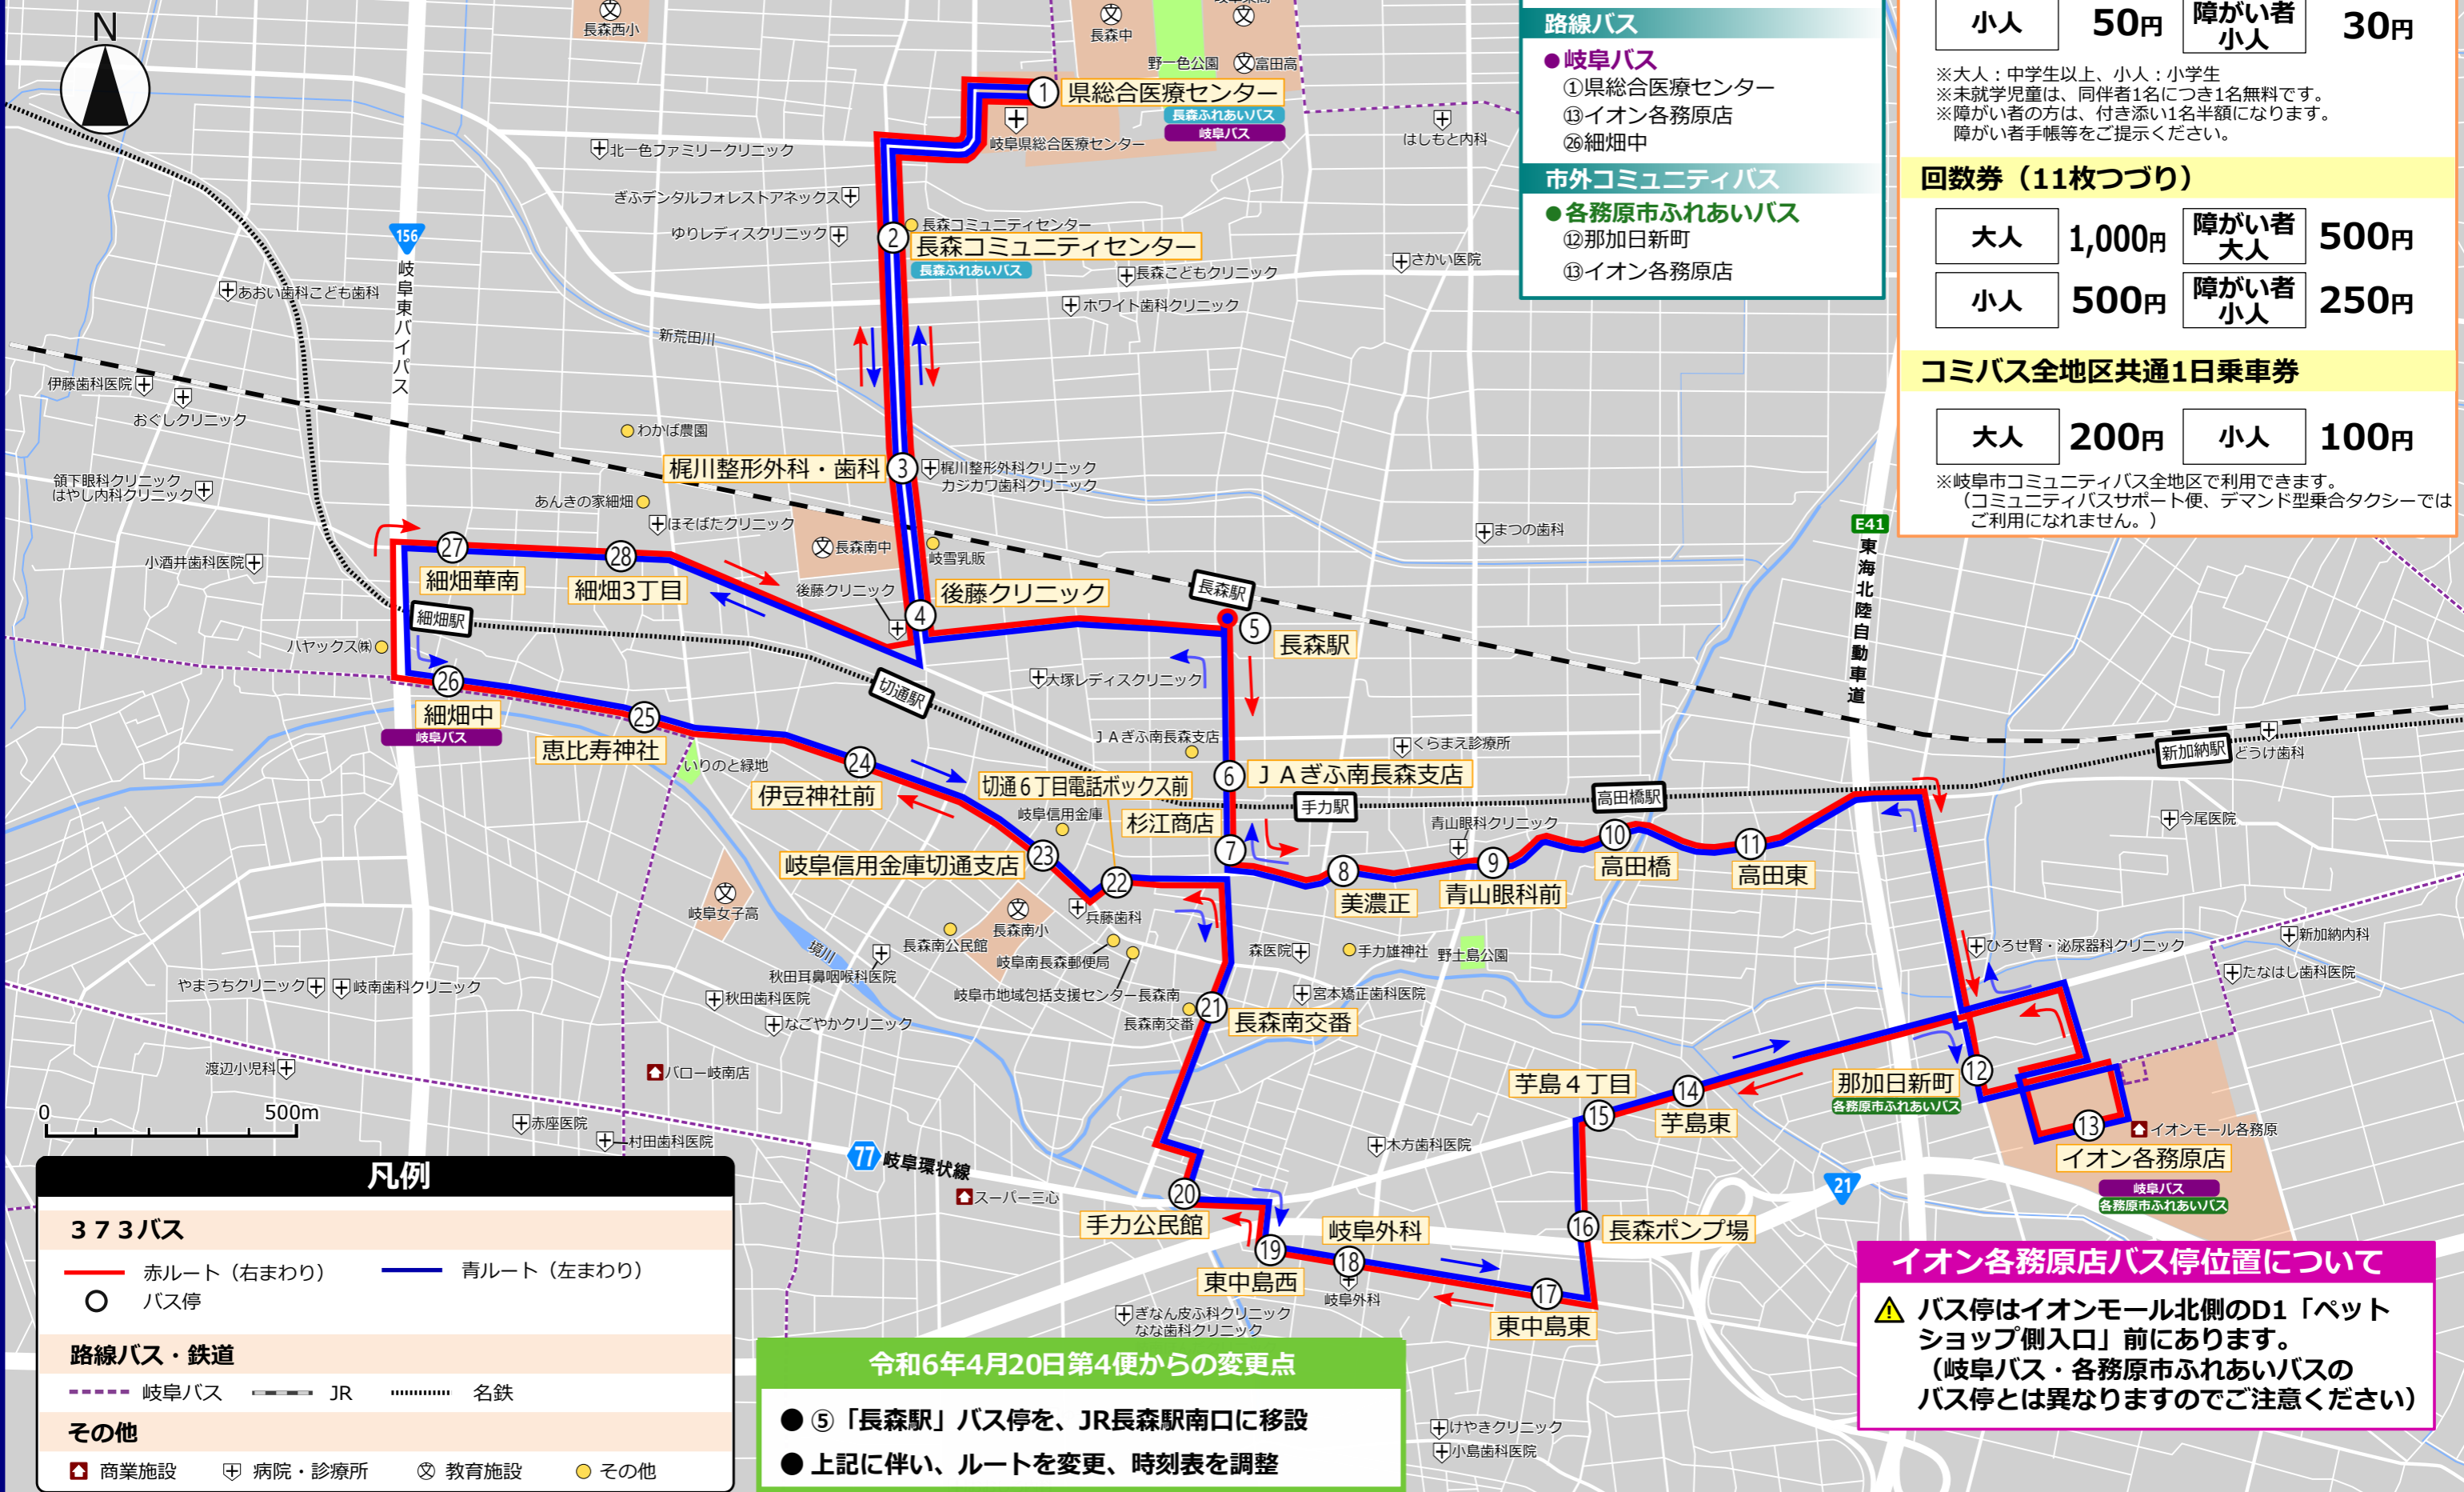 N
長森西小
長森中
岐阜東高
野一色公園
富田高
①
県総合医療センター
長森ふれあいバス
岐阜バス
岐阜県総合医療センター
はしもと内科
北一色ファミリークリニック
ぎふデンタルフォレストアネックス
ゆりレディスクリニック
長森コミュニティセンター
②
長森コミュニティセンター
長森ふれあいバス
長森こどもクリニック
ホワイト歯科クリニック
さかい医院
156
岐阜東バイパス
あおい歯科こども歯科
新荒田川
伊藤歯科医院
おぐしクリニック
わかば農園
領下眼科クリニック
はやし内科クリニック
梶川整形外科・歯科
③
梶川整形外科クリニック
カジカワ歯科クリニック
あんきの家細畑
ほそばたクリニック
長森南中
岐雪乳販
まつの歯科
小酒井歯科医院
㉗
細畑華南
㉘
細畑3丁目
後藤クリニック
④
後藤クリニック
長森駅
⑤
長森駅
細畑駅
ハヤックス㈱
㉖
細畑中
岐阜バス
㉕
恵比寿神社
いりのと緑地
切通駅
大塚レディスクリニック
JAぎふ南長森支店
くらまえ診療所
⑥
JAぎふ南長森支店
㉔
伊豆神社前
切通6丁目電話ボックス前
岐阜信用金庫
杉江商店
⑦
手力駅
高田橋駅
新加納駅
どうけ歯科
今尾医院
E41
東海北陸自動車道
岐阜信用金庫切通支店
㉓
㉒
兵藤歯科
⑧
美濃正
青山眼科クリニック
⑨
青山眼科前
⑩
高田橋
⑪
高田東
岐阜女子高
境川
長森南公民館
長森南小
岐阜南長森郵便局
秋田耳鼻咽喉科医院
岐阜市地域包括支援センター長森南
森医院
手力雄神社
野土島公園
ひろせ腎・泌尿器科クリニック
新加納内科
たなはし歯科医院
やまうちクリニック
岐南歯科クリニック
秋田歯科医院
なごやかクリニック
宮本矯正歯科医院
長森南交番
㉑
長森南交番
渡辺小児科
バロー岐南店
赤座医院
村田歯科医院
0
500m
77
岐阜環状線
スーパー三心
木方歯科医院
芋島4丁目
⑮
⑭
芋島東
那加日新町
⑫
各務原市ふれあいバス
⑬
イオンモール各務原
イオン各務原店
岐阜バス
各務原市ふれあいバス
21
⑳
手力公民館
⑲
東中島西
岐阜外科
⑱
岐阜外科
⑯
長森ポンプ場
⑰
東中島東
ぎなん皮ふ科クリニック
なな歯科クリニック
けやきクリニック
小島歯科医院
路線バス
●岐阜バス
①県総合医療センター
⑬イオン各務原店
㉖細畑中
市外コミュニティバス
●各務原市ふれあいバス
⑫那加日新町
⑬イオン各務原店
小人 50円 障がい者小人 30円
※大人：中学生以上、小人：小学生
※未就学児童は、同伴者1名につき1名無料です。
※障がい者の方は、付き添い1名半額になります。
障がい者手帳等をご提示ください。
回数券（11枚つづり）
大人 1,000円 障がい者大人 500円
小人 500円 障がい者小人 250円
コミバス全地区共通1日乗車券
大人 200円 小人 100円
※岐阜市コミュニティバス全地区で利用できます。
（コミュニティバスサポート便、デマンド型乗合タクシーでは
ご利用になれません。）
凡例
373バス
赤ルート（右まわり） 青ルート（左まわり）
バス停
路線バス・鉄道
岐阜バス JR 名鉄
その他
商業施設 病院・診療所 教育施設 その他
令和6年4月20日第4便からの変更点
●⑤「長森駅」バス停を、JR長森駅南口に移設
●上記に伴い、ルートを変更、時刻表を調整
イオン各務原店バス停位置について
バス停はイオンモール北側のD1「ペット
ショップ側入口」前にあります。
（岐阜バス・各務原市ふれあいバスの
バス停とは異なりますのでご注意ください）